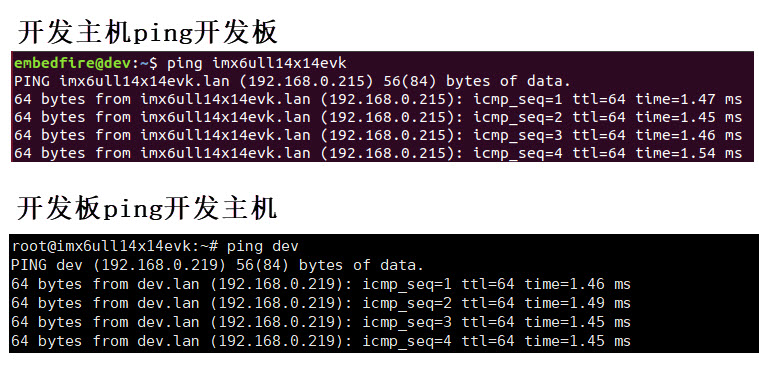 开发主机ping开发板
embedfire@dev:~$ ping imx6ull14x14evk
PING imx6ull14x14evk.lan (192.168.0.215) 56(84) bytes of data.
64 bytes from imx6ull14x14evk.lan (192.168.0.215): icmp_seq=1 ttl=64 time=1.47 ms
64 bytes from imx6ull14x14evk.lan (192.168.0.215): icmp_seq=2 ttl=64 time=1.45 ms
64 bytes from imx6ull14x14evk.lan (192.168.0.215): icmp_seq=3 ttl=64 time=1.46 ms
64 bytes from imx6ull14x14evk.lan (192.168.0.215): icmp_seq=4 ttl=64 time=1.54 ms
开发板ping开发主机
root@imx6ull14x14evk:~# ping dev
PING dev (192.168.0.219) 56(84) bytes of data.
64 bytes from dev.lan (192.168.0.219): icmp_seq=1 ttl=64 time=1.46 ms
64 bytes from dev.lan (192.168.0.219): icmp_seq=2 ttl=64 time=1.49 ms
64 bytes from dev.lan (192.168.0.219): icmp_seq=3 ttl=64 time=1.45 ms
64 bytes from dev.lan (192.168.0.219): icmp_seq=4 ttl=64 time=1.45 ms